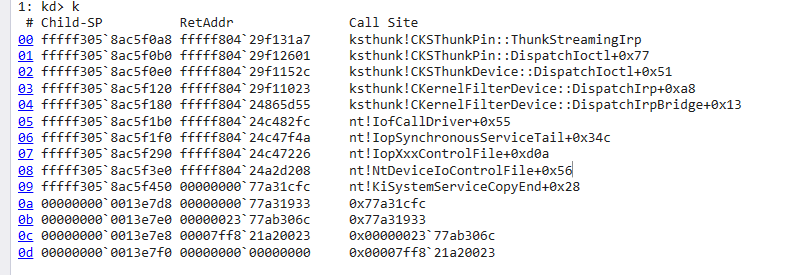 1: kd> k
# Child-SP RetAddr Call Site
00 fffff305`8ac5f0a8 fffff804`29f131a7 ksthunk!CKSThunkPin::ThunkStreamingIrp
01 fffff305`8ac5f0b0 fffff804`29f12601 ksthunk!CKSThunkPin::DispatchIoctl+0x77
02 fffff305`8ac5f0e0 fffff804`29f1152c ksthunk!CKSThunkDevice::DispatchIoctl+0x51
03 fffff305`8ac5f120 fffff804`29f11023 ksthunk!CKernelFilterDevice::DispatchIrp+0xa8
04 fffff305`8ac5f180 fffff804`24865d55 ksthunk!CKernelFilterDevice::DispatchIrpBridge+0x13
05 fffff305`8ac5f1b0 fffff804`24c482fc nt!IofCallDriver+0x55
06 fffff305`8ac5f1f0 fffff804`24c47f4a nt!IopSynchronousServiceTail+0x34c
07 fffff305`8ac5f290 fffff804`24c47226 nt!IopXxxControlFile+0xd0a
08 fffff305`8ac5f3e0 fffff804`24a2d208 nt!NtDeviceIoControlFile+0x56
09 fffff305`8ac5f450 00000000`77a31cfc nt!KiSystemServiceCopyEnd+0x28
0a 00000000`0013e7d8 00000000`77a31933 0x77a31cfc
0b 00000000`0013e7e0 00000023`77ab306c 0x77a31933
0c 00000000`0013e7e8 00007ff8`21a20023 0x00000023`77ab306c
0d 00000000`0013e7f0 00000000`00000000 0x00007ff8`21a20023